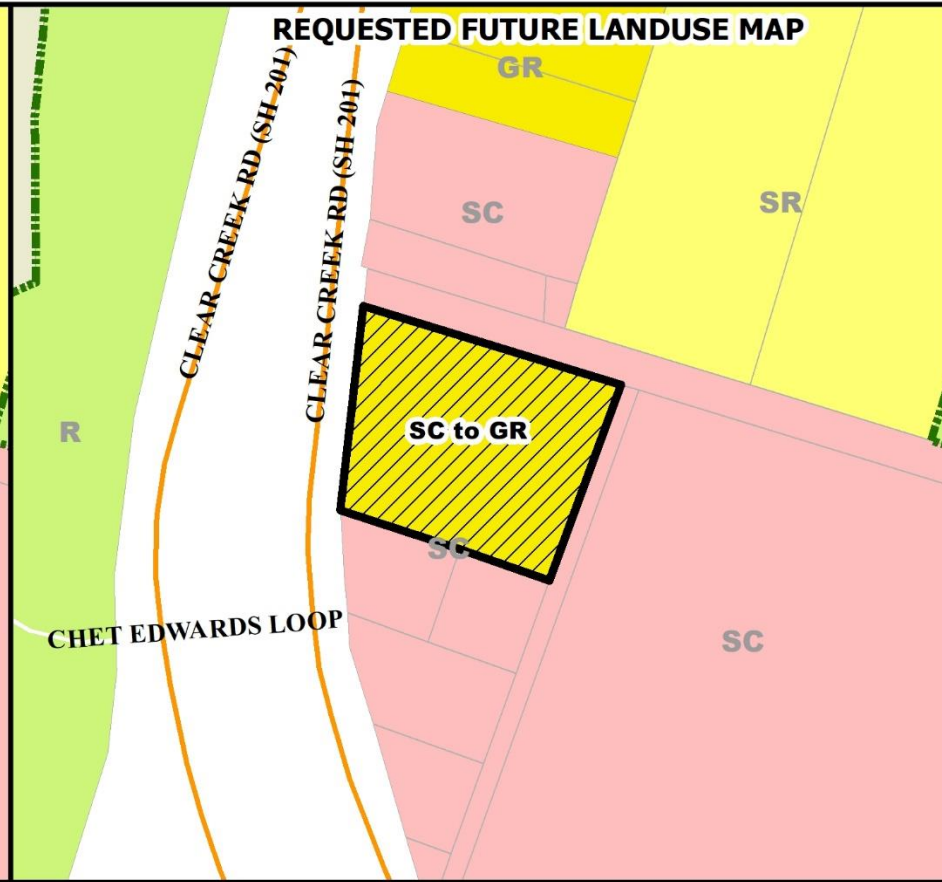 REQUESTED FUTURE LANDUSE MAP
GR
CLEAR CREEK RD (SH 201)
CLEAR CREEK RD (SH 201)
SC
SR
R
SC to GR
SC
CHET EDWARDS LOOP
SC